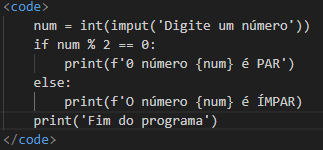 <code>
num = int(imput('Digite um número'))
if num % 2 == 0:
print(f'0 número {num} é PAR')
else:
print(f'O número {num} é ÍMPAR)
print('Fim do programa')
</code>